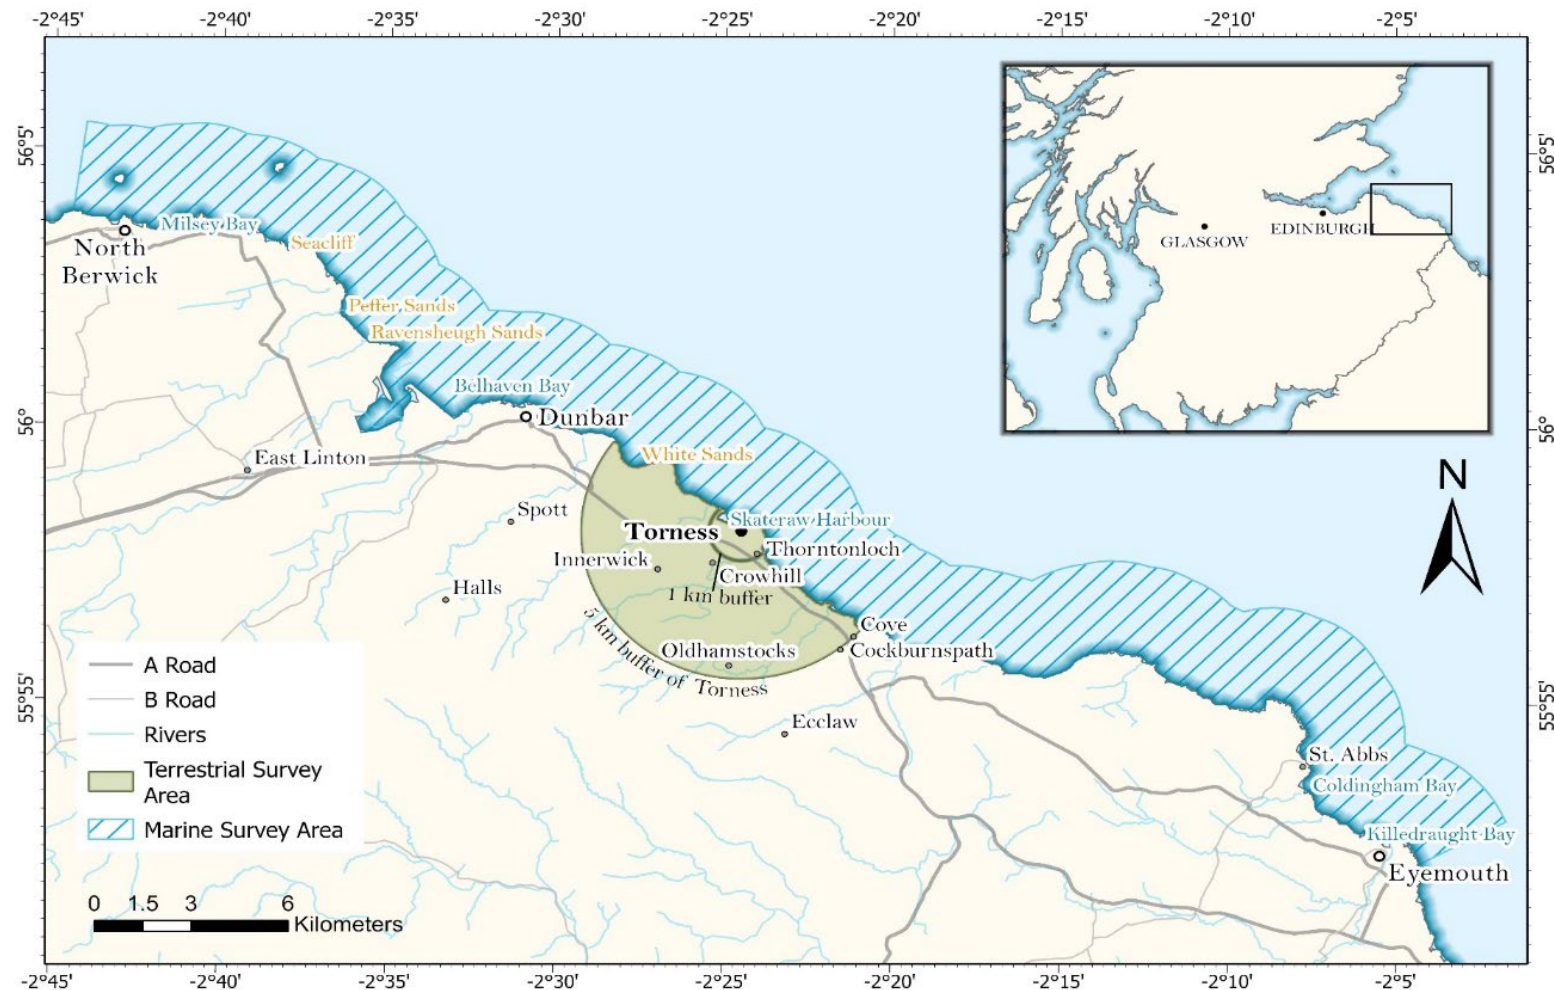 -2°45' -2°40' -2°35' -2°30' -2°25' -2°20' -2°15' -2°10' -2°5'
56°5'
56°5'
GLASGOW
EDINBURGH
Milsey Bay
North
Berwick
Seacliff
Peffer Sands
Ravensheugh Sands
Belhaven Bay
Dunbar
56°
56°
East Linton
White Sands
N
Spott
Torness
Skateraw Harbour
Innerwick
Thorntonloch
Crowhill
1 km buffer
Halls
Cove
Oldhamstocks
Cockburnspath
5 km buffer of Torness
55°55'
55°55'
Ecclaw
St. Abbs
Coldingham Bay
Killedraught Bay
Eyemouth
A Road
B Road
Rivers
Terrestrial Survey
Area
Marine Survey Area
0 1.5 3 6
Kilometers
-2°45' -2°40' -2°35' -2°30' -2°25' -2°20' -2°15' -2°10' -2°5'